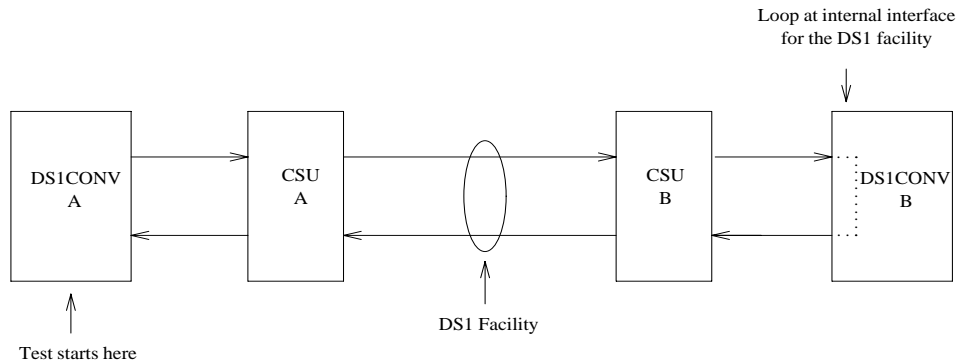 Loop at internal interface
for the DS1 facility
DS1CONV
A
CSU
A
CSU
B
DS1CONV
B
DS1 Facility
Test starts here